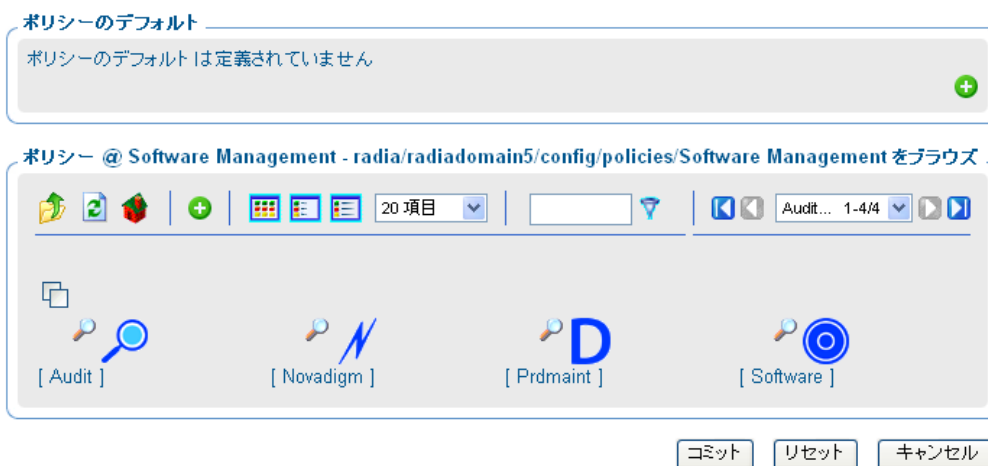 ポリシーのデフォルト
ポリシーのデフォルト は定義されていません
ポリシー @ Software Management - radia/radiadomain5/config/policies/Software Management をブラウズ
20 項目
Audit... 1-4/4
[ Audit ]
[ Novadigm ]
[ Prdmaint ]
[ Software ]
コミット
リセット
キャンセル